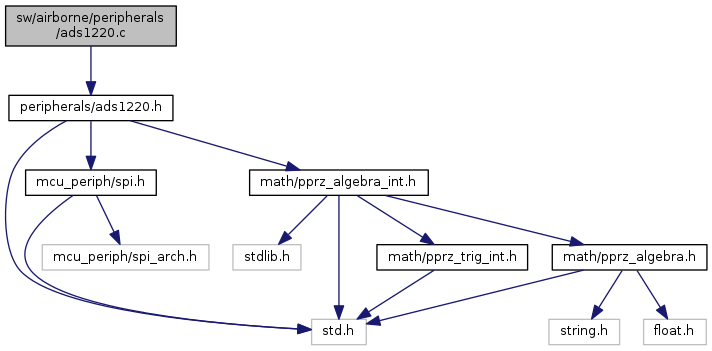 sw/airborne/peripherals
/ads1220.c
peripherals/ads1220.h
mcu_periph/spi.h
math/pprz_algebra_int.h
mcu_periph/spi_arch.h
stdlib.h
math/pprz_trig_int.h
math/pprz_algebra.h
std.h
string.h
float.h